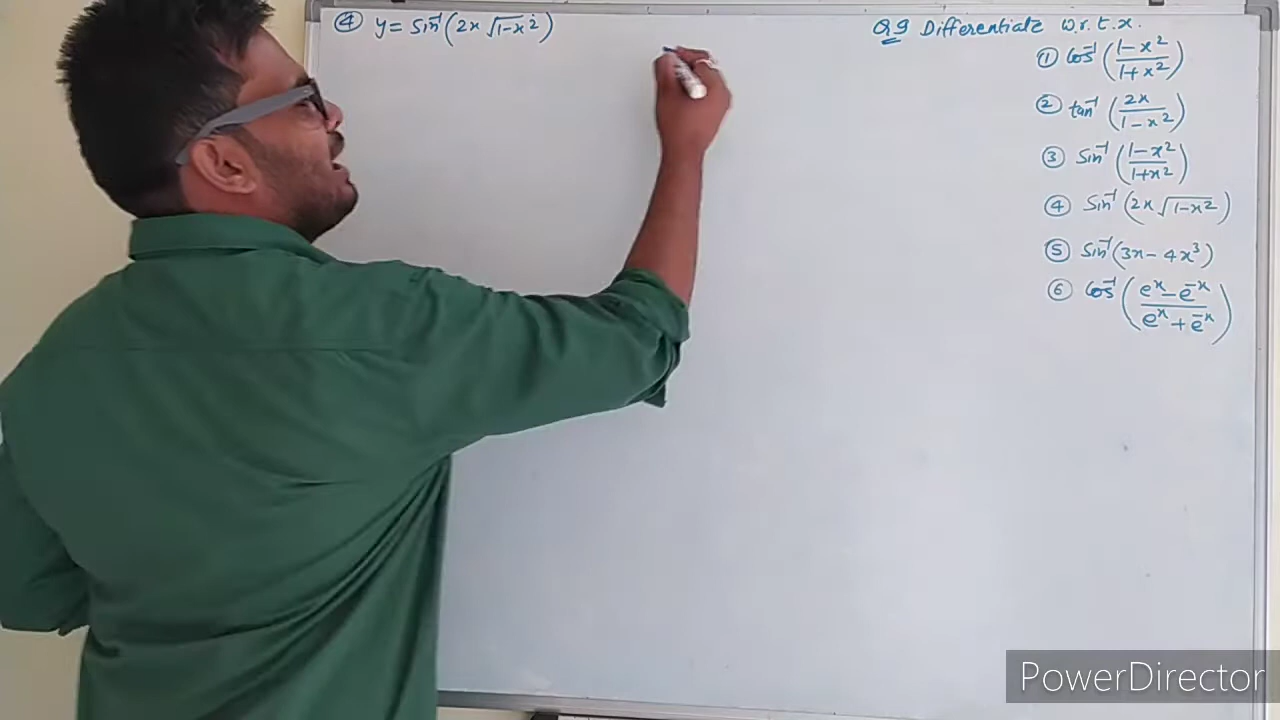 ④ y = sin⁻¹(2x √(1-x²))
Q.9 Differentiate w.r.t. x.
① cos⁻¹((1-x²)/(1+x²))
② tan⁻¹(2x/(1-x²))
③ sin⁻¹((1-x²)/(1+x²))
④ sin⁻¹(2x √(1-x²))
⑤ sin⁻¹(3x-4x³)
⑥ cos⁻¹((eˣ-e⁻ˣ)/(eˣ+e⁻ˣ))
PowerDirector